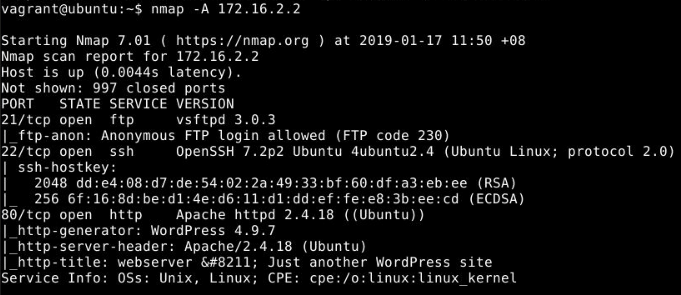 vagrant@ubuntu:~$ nmap -A 172.16.2.2
Starting Nmap 7.01 ( https://nmap.org ) at 2019-01-17 11:50 +08
Nmap scan report for 172.16.2.2
Host is up (0.0044s latency).
Not shown: 997 closed ports
PORT   STATE SERVICE VERSION
21/tcp open  ftp     vsftpd 3.0.3
|_ftp-anon: Anonymous FTP login allowed (FTP code 230)
22/tcp open  ssh     OpenSSH 7.2p2 Ubuntu 4ubuntu2.4 (Ubuntu Linux; protocol 2.0)
| ssh-hostkey:
|   2048 dd:e4:08:d7:de:54:02:2a:49:33:bf:60:df:a3:eb:ee (RSA)
|_  256 6f:16:8d:be:d1:4e:d6:11:d1:dd:ef:fe:e8:3b:ee:cd (ECDSA)
80/tcp open  http    Apache httpd 2.4.18 ((Ubuntu))
|_http-generator: WordPress 4.9.7
|_http-server-header: Apache/2.4.18 (Ubuntu)
|_http-title: webserver &#8211; Just another WordPress site
Service Info: OSs: Unix, Linux; CPE: cpe:/o:linux:linux_kernel